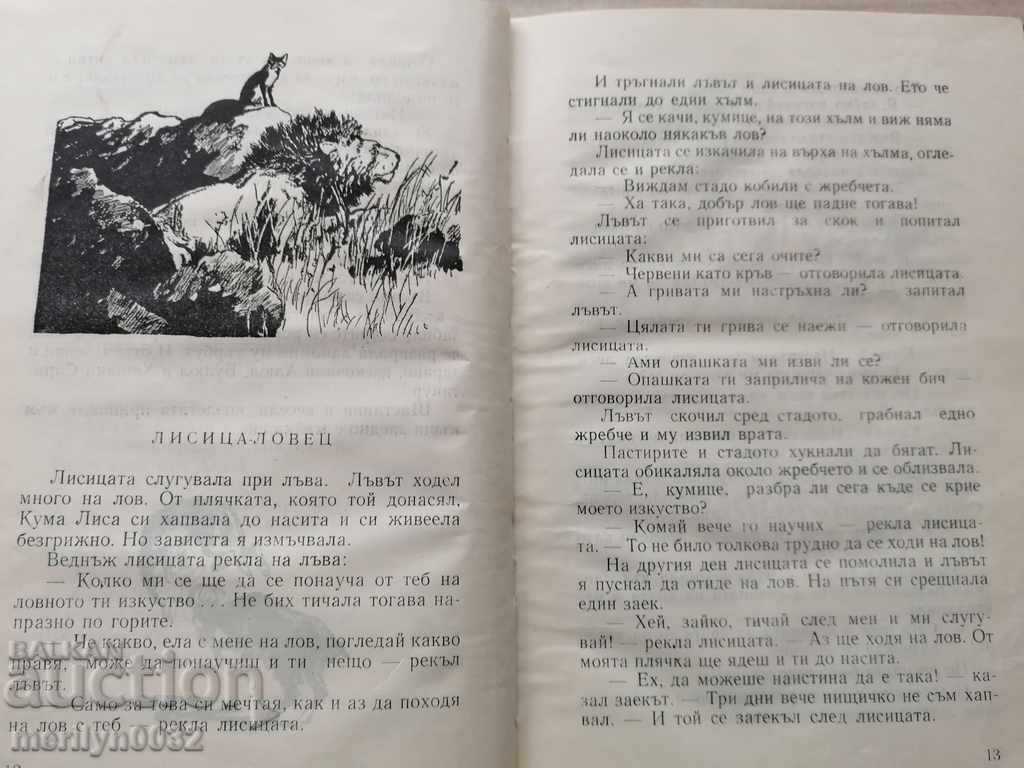 ЛИСИЦА-ЛОВЕЦ
Лисицата слугувала при лъва. Лъвът ходел
много на лов. От плячката, която той донасял,
Кума Лиса си хапвала до насита и си живеела
безгрижно. Но завистта я измъчвала.
Веднъж лисицата рекла на лъва:
— Колко ми се ще да се понауча от теб на
ловното ти изкуство... Не бих тичала тогава на-
празно по горите.
— Че какво, ела с мене на лов, погледай какво
правя, може да понаучиш и ти нещо — рекъл
лъвът.
— Само за това си мечтая, как и аз да походя
на лов с теб — рекла лисицата.
И тръгнали лъвът и лисицата на лов. Ето че
стигнали до един хълм.
— Я се качи, кумице, на този хълм и виж няма
ли наоколо някакъв лов?
Лисицата се изкачила на върха на хълма, огле-
дала се и рекла:
— Виждам стадо кобили с жребчета.
— Ха така, добър лов ще падне тогава!
Лъвът се приготвил за скок и попитал
лисицата:
— Какви ми са сега очите?
— Червени като кръв — отговорила лисицата.
— А гривата ми настръхна ли? — запитал
лъвът.
— Цялата ти грива се наежи — отговорила
лисицата.
— Ами опашката ми изви ли се?
— Опашката ти заприлича на кожен бич —
отговорила лисицата.
Лъвът скочил сред стадото, грабнал едно
жребче и му извил врата.
Пастирите и стадото хукнали да бягат. Ли-
сицата обикаляла около жребчето и се облизвала.
— Е, кумице, разбра ли сега къде се крие
моето изкуство?
— Комай вече го научих — рекла лисица-
та. — То не било толкова трудно да се ходи на лов!
На другия ден лисицата се помолила и лъвът
я пуснал да отиде на лов. На пътя си срещнала
един заек.
— Хей, зайко, тичай след мен и ми слугу-
вай! — рекла лисицата. — Аз ще ходя на лов. От
моята плячка ще ядеш и ти до насита.
— Ех, да можеше наистина да е така! — ка-
зал заекът. — Три дни вече нищичко не съм хап-
вал. — И той се затекъл след лисицата.
13
BALKAN
auction
merilyn0032